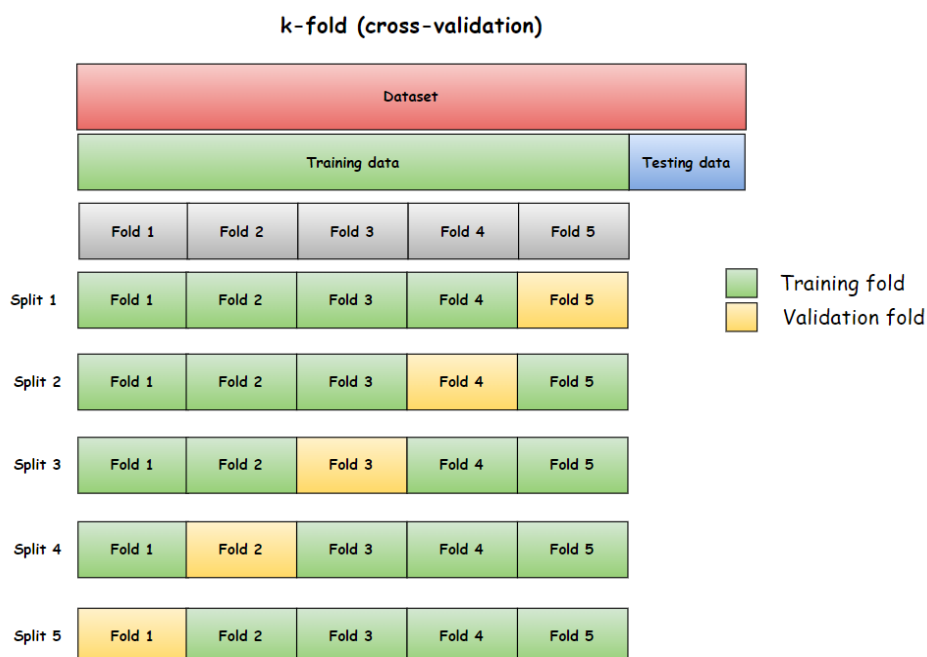 k-fold (cross-validation)
Dataset
Training data Testing data
Fold 1 Fold 2 Fold 3 Fold 4 Fold 5
Split 1 Fold 1 Fold 2 Fold 3 Fold 4 Fold 5
Training fold
Validation fold
Split 2 Fold 1 Fold 2 Fold 3 Fold 4 Fold 5
Split 3 Fold 1 Fold 2 Fold 3 Fold 4 Fold 5
Split 4 Fold 1 Fold 2 Fold 3 Fold 4 Fold 5
Split 5 Fold 1 Fold 2 Fold 3 Fold 4 Fold 5